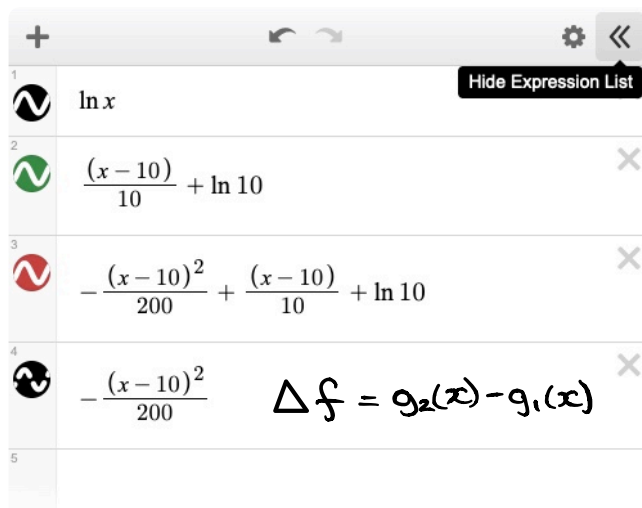 Hide Expression List
1
ln x
2
(x − 10)/10 + ln 10
3
−(x − 10)²/200 + (x − 10)/10 + ln 10
4
−(x − 10)²/200 Δf = g₂(x) − g₁(x)
5